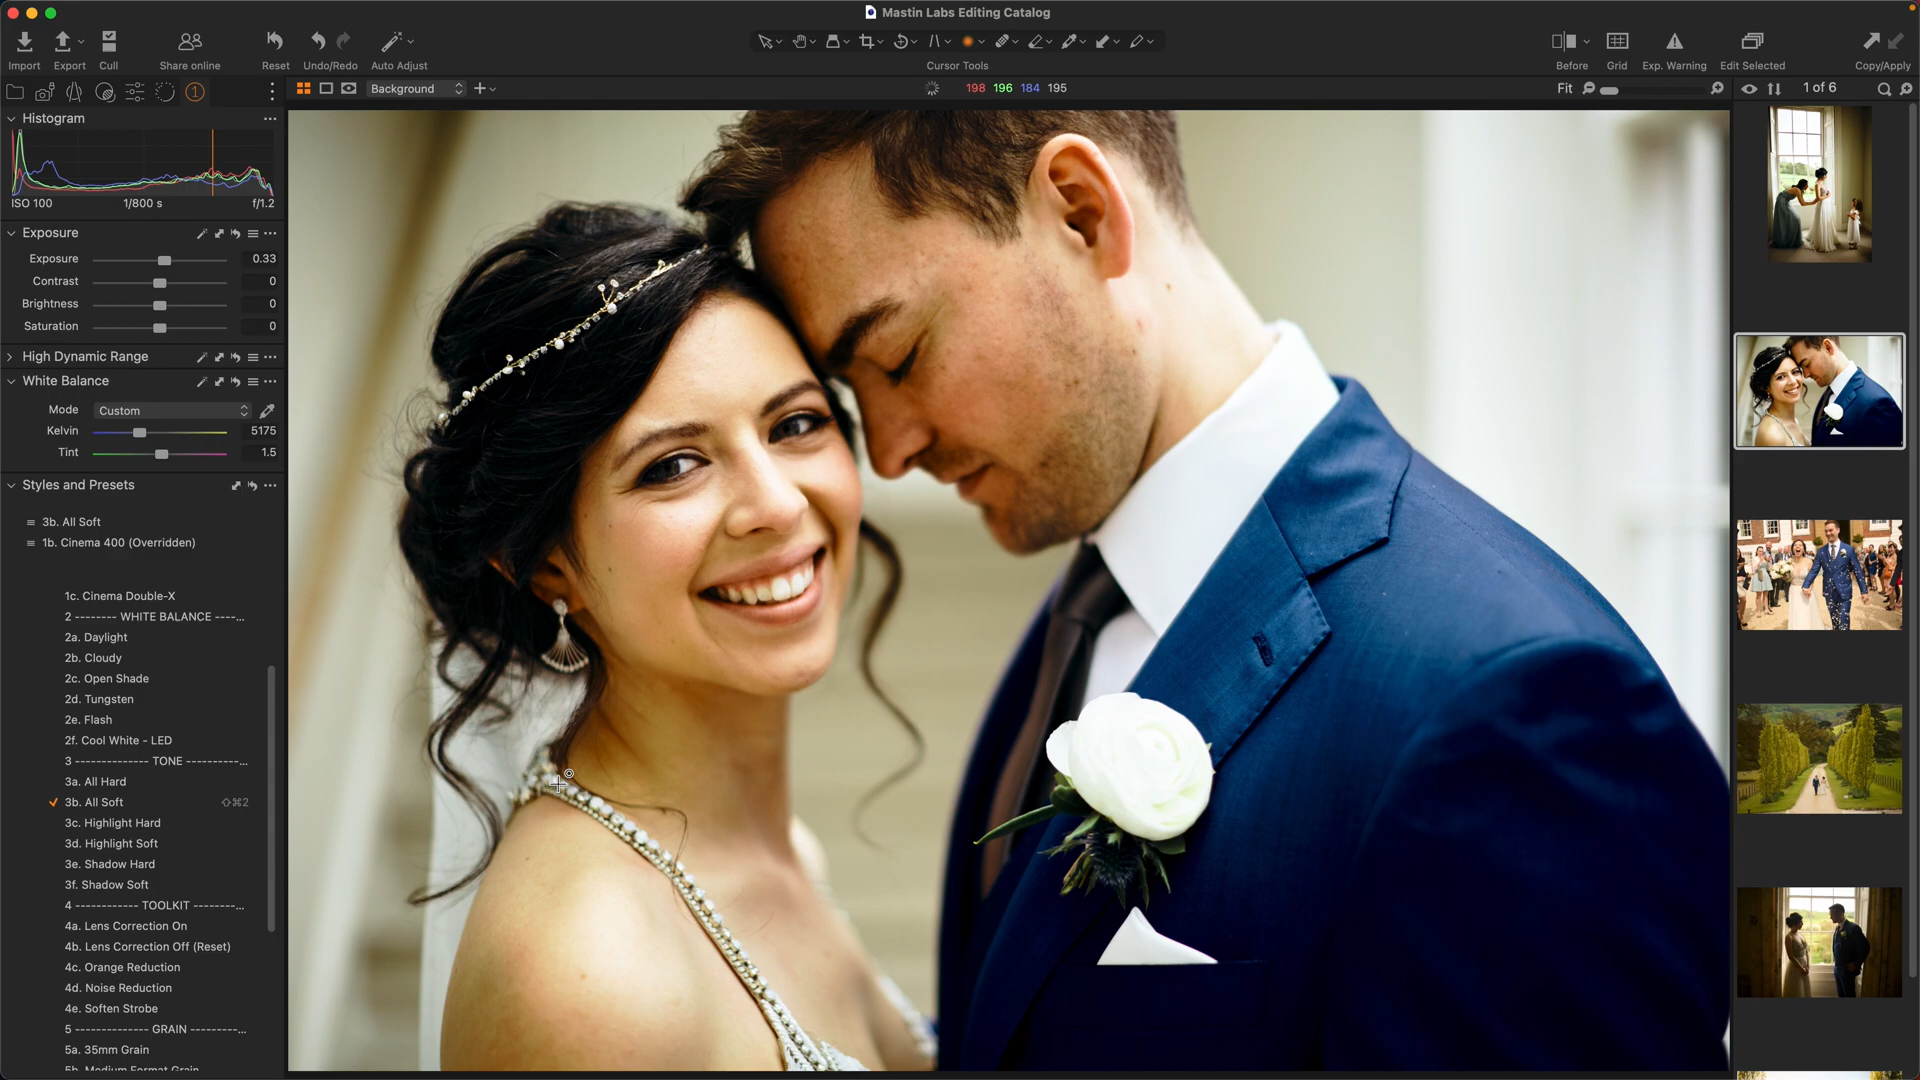 Mastin Labs Editing Catalog
Import Export Cull Share online Reset Undo/Redo Auto Adjust Cursor Tools Before Grid Exp. Warning Edit Selected Copy/Apply
1
Background 198 196 184 195 Fit 1 of 6
Histogram
ISO 100 1/800 s f/1.2
Exposure
Exposure 0.33
Contrast 0
Brightness 0
Saturation 0
High Dynamic Range
White Balance
Mode Custom
Kelvin 5175
Tint 1.5
Styles and Presets
3b. All Soft
1b. Cinema 400 (Overridden)
1c. Cinema Double-X
2 -------- WHITE BALANCE ----...
2a. Daylight
2b. Cloudy
2c. Open Shade
2d. Tungsten
2e. Flash
2f. Cool White - LED
3 -------------- TONE ----------...
3a. All Hard
3b. All Soft ⇧⌘2
3c. Highlight Hard
3d. Highlight Soft
3e. Shadow Hard
3f. Shadow Soft
4 ------------ TOOLKIT --------...
4a. Lens Correction On
4b. Lens Correction Off (Reset)
4c. Orange Reduction
4d. Noise Reduction
4e. Soften Strobe
5 -------------- GRAIN ---------...
5a. 35mm Grain
5b. Medium Format Grain